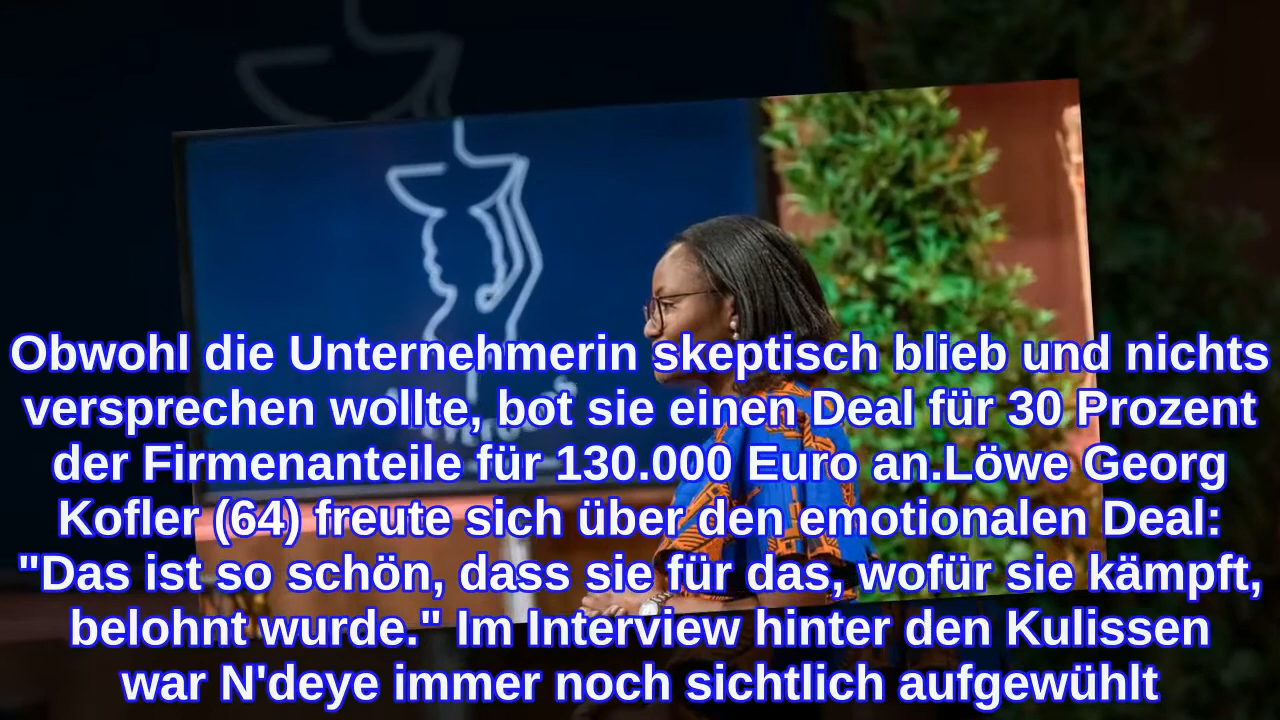 Obwohl die Unternehmerin skeptisch blieb und nichts
versprechen wollte, bot sie einen Deal für 30 Prozent
der Firmenanteile für 130.000 Euro an.Löwe Georg
Kofler (64) freute sich über den emotionalen Deal:
"Das ist so schön, dass sie für das, wofür sie kämpft,
belohnt wurde." Im Interview hinter den Kulissen
war N'deye immer noch sichtlich aufgewühlt